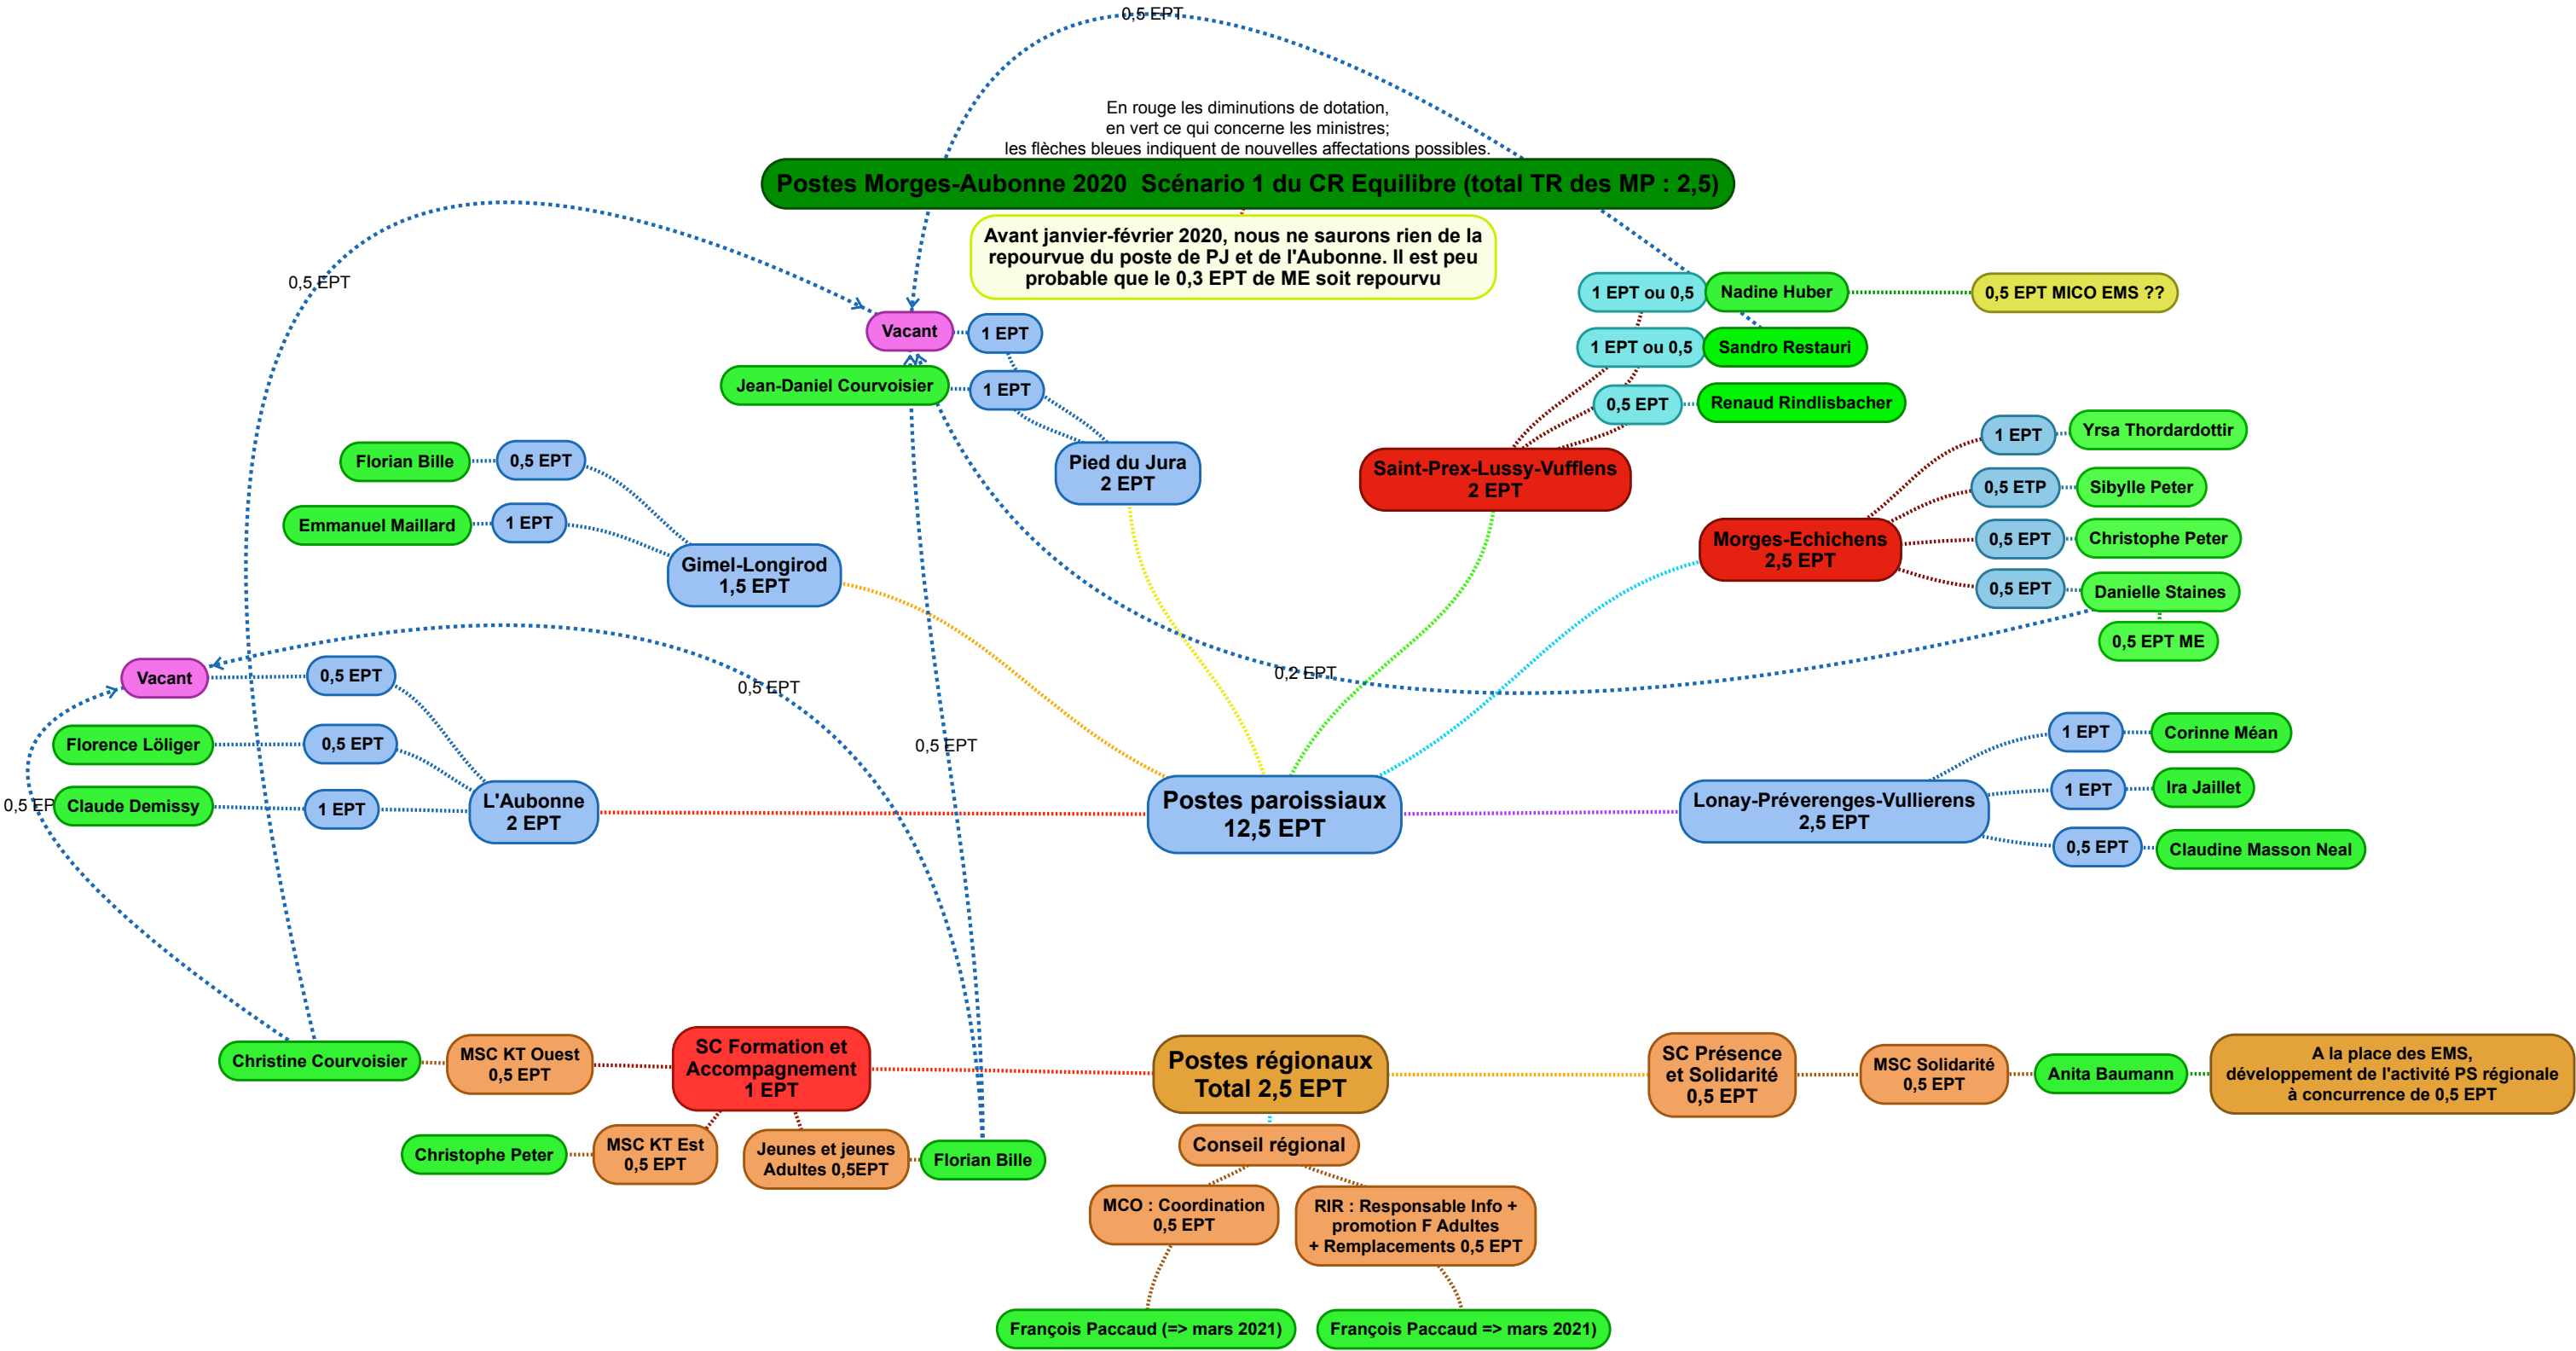 0,5 EPT
En rouge les diminutions de dotation,
en vert ce qui concerne les ministres;
les flèches bleues indiquent de nouvelles affectations possibles.
Postes Morges-Aubonne 2020  Scénario 1 du CR Equilibre (total TR des MP : 2,5)
Avant janvier-février 2020, nous ne saurons rien de la
repourvue du poste de PJ et de l'Aubonne. Il est peu
probable que le 0,3 EPT de ME soit repourvu
0,5 EPT
Vacant
1 EPT
Jean-Daniel Courvoisier
1 EPT
Pied du Jura
2 EPT
1 EPT ou 0,5
Nadine Huber
0,5 EPT MICO EMS ??
1 EPT ou 0,5
Sandro Restauri
0,5 EPT
Renaud Rindlisbacher
Saint-Prex-Lussy-Vufflens
2 EPT
1 EPT
Yrsa Thordardottir
0,5 ETP
Sibylle Peter
0,5 EPT
Christophe Peter
0,5 EPT
Danielle Staines
0,5 EPT ME
Morges-Echichens
2,5 EPT
Florian Bille
0,5 EPT
Emmanuel Maillard
1 EPT
Gimel-Longirod
1,5 EPT
0,2 EPT
0,5 EPT
0,5 EPT
Vacant
0,5 EPT
Florence Löliger
0,5 EPT
0,5 EP
Claude Demissy
1 EPT
L'Aubonne
2 EPT
Postes paroissiaux
12,5 EPT
Lonay-Préverenges-Vullierens
2,5 EPT
1 EPT
Corinne Méan
1 EPT
Ira Jaillet
0,5 EPT
Claudine Masson Neal
Christine Courvoisier
MSC KT Ouest
0,5 EPT
SC Formation et
Accompagnement
1 EPT
Christophe Peter
MSC KT Est
0,5 EPT
Jeunes et jeunes
Adultes 0,5EPT
Florian Bille
Postes régionaux
Total 2,5 EPT
SC Présence
et Solidarité
0,5 EPT
MSC Solidarité
0,5 EPT
Anita Baumann
A la place des EMS,
développement de l'activité PS régionale
à concurrence de 0,5 EPT
Conseil régional
MCO : Coordination
0,5 EPT
RIR : Responsable Info +
promotion F Adultes
+ Remplacements 0,5 EPT
François Paccaud (=> mars 2021)
François Paccaud => mars 2021)